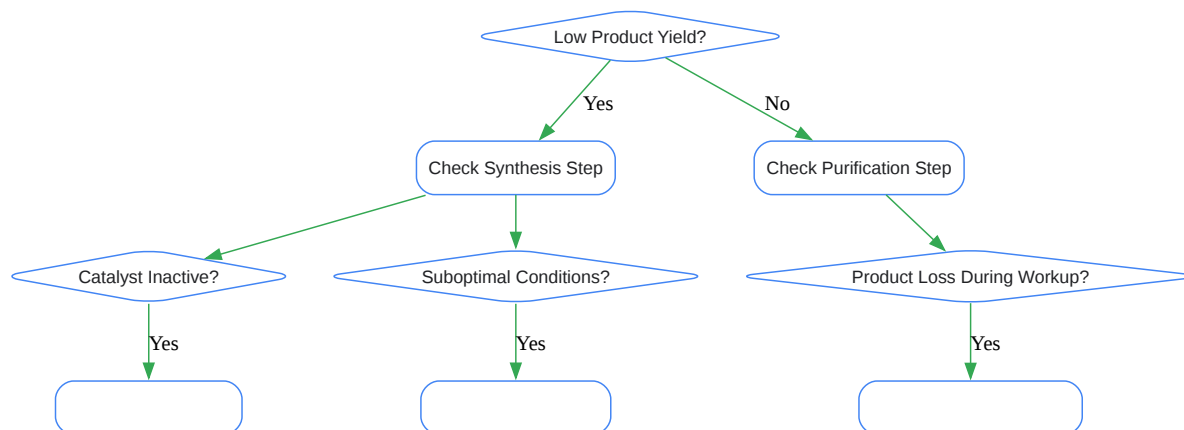 Low Product Yield?
Yes
No
Check Synthesis Step
Check Purification Step
Catalyst Inactive?
Suboptimal Conditions?
Product Loss During Workup?
Yes
Yes
Yes